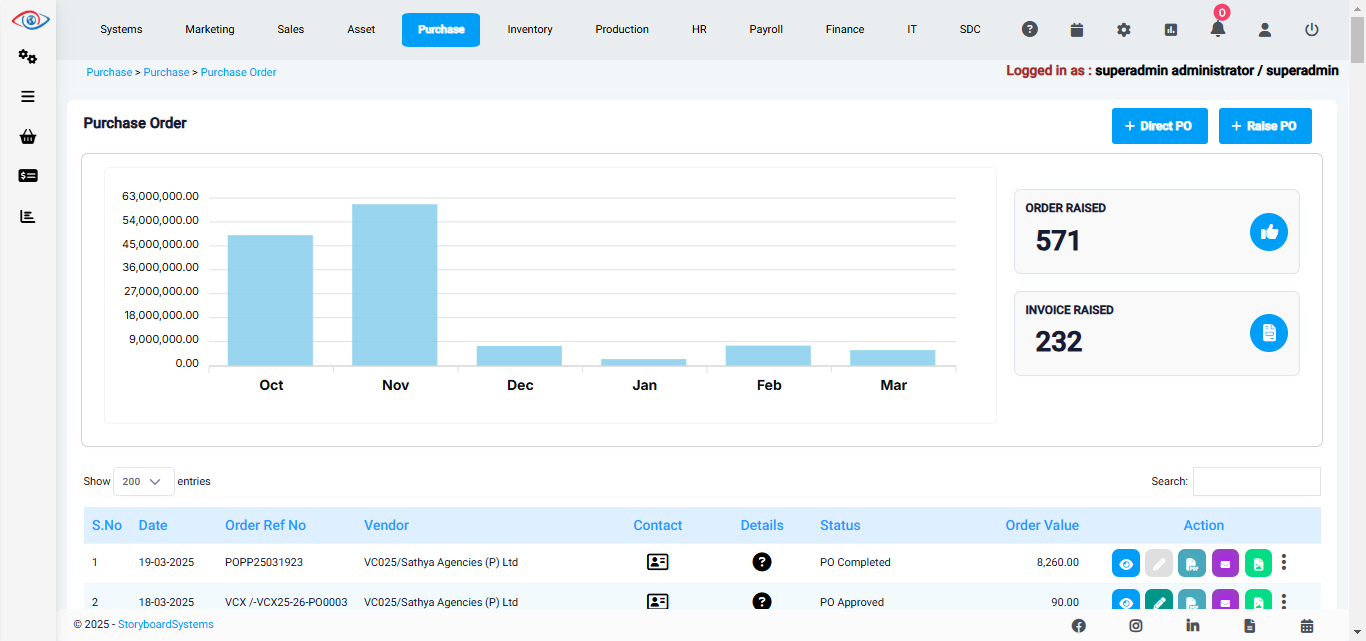 Systems Marketing Sales Asset Purchase Inventory Production HR Payroll Finance IT SDC ? 0
Purchase > Purchase > Purchase Order
Logged in as : superadmin administrator / superadmin
Purchase Order
+ Direct PO + Raise PO
63,000,000.00
54,000,000.00
45,000,000.00
36,000,000.00
27,000,000.00
18,000,000.00
9,000,000.00
0.00
Oct Nov Dec Jan Feb Mar
ORDER RAISED
571
INVOICE RAISED
232
Show 200 entries
Search:
S.No Date Order Ref No Vendor Contact Details Status Order Value Action
1 19-03-2025 POPP25031923 VC025/Sathya Agencies (P) Ltd ? PO Completed 8,260.00
2 18-03-2025 VCX /-VCX25-26-PO0003 VC025/Sathya Agencies (P) Ltd ? PO Approved 90.00
© 2025 - StoryboardSystems